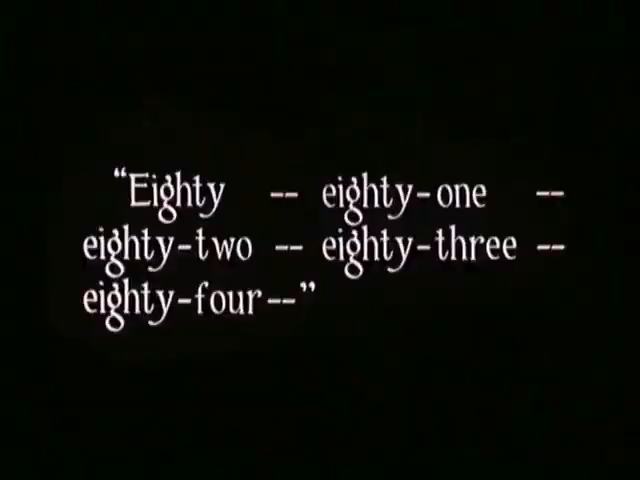 “Eighty -- eighty-one --
eighty-two -- eighty-three --
eighty-four--”